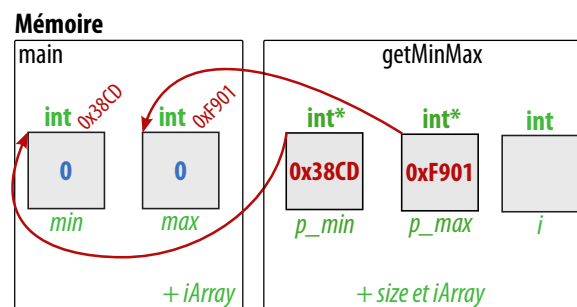 Mémoire
main
getMinMax
int 0x38CD
int 0xF901
int*
int*
int
0
0
0x38CD
0xF901
min
max
p_min
p_max
i
+ iArray
+ size et iArray